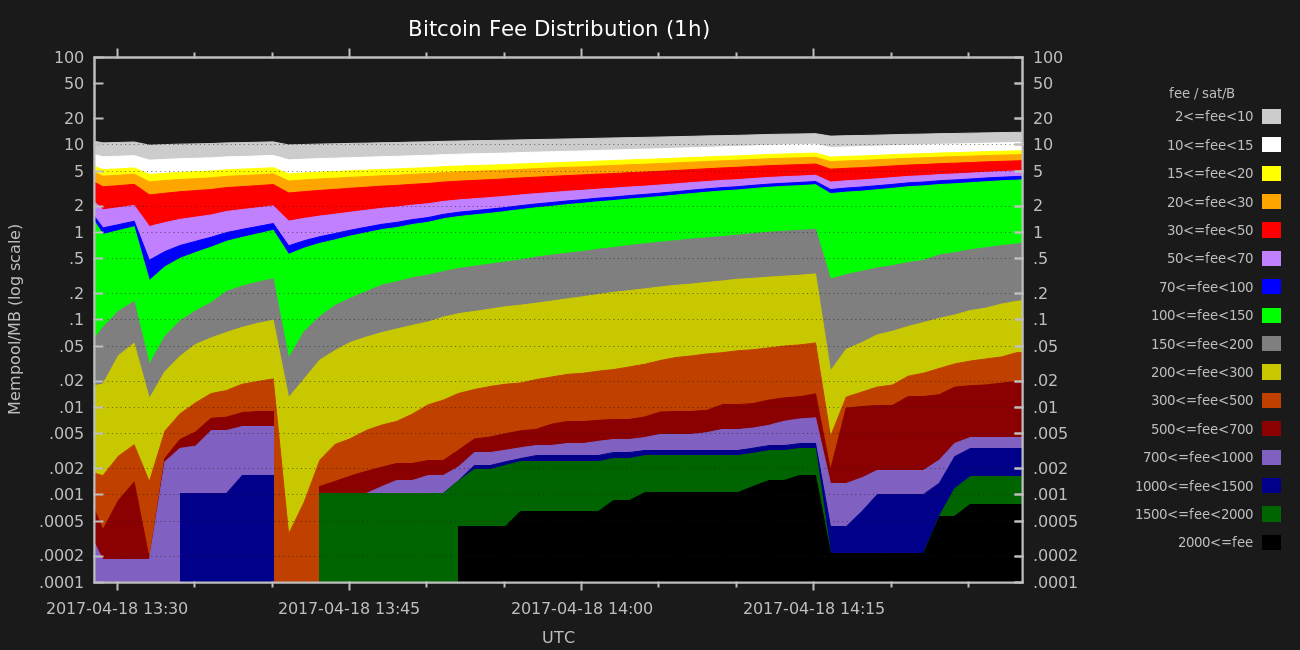 Bitcoin Fee Distribution (1h)
Mempool/MB (log scale)
100
50
20
10
5
2
1
.5
.2
.1
.05
.02
.01
.005
.002
.001
.0005
.0002
.0001
100
50
20
10
5
2
1
.5
.2
.1
.05
.02
.01
.005
.002
.001
.0005
.0002
.0001
2017-04-18 13:30 2017-04-18 13:45 2017-04-18 14:00 2017-04-18 14:15
UTC
fee / sat/B
2<=fee<10
10<=fee<15
15<=fee<20
20<=fee<30
30<=fee<50
50<=fee<70
70<=fee<100
100<=fee<150
150<=fee<200
200<=fee<300
300<=fee<500
500<=fee<700
700<=fee<1000
1000<=fee<1500
1500<=fee<2000
2000<=fee